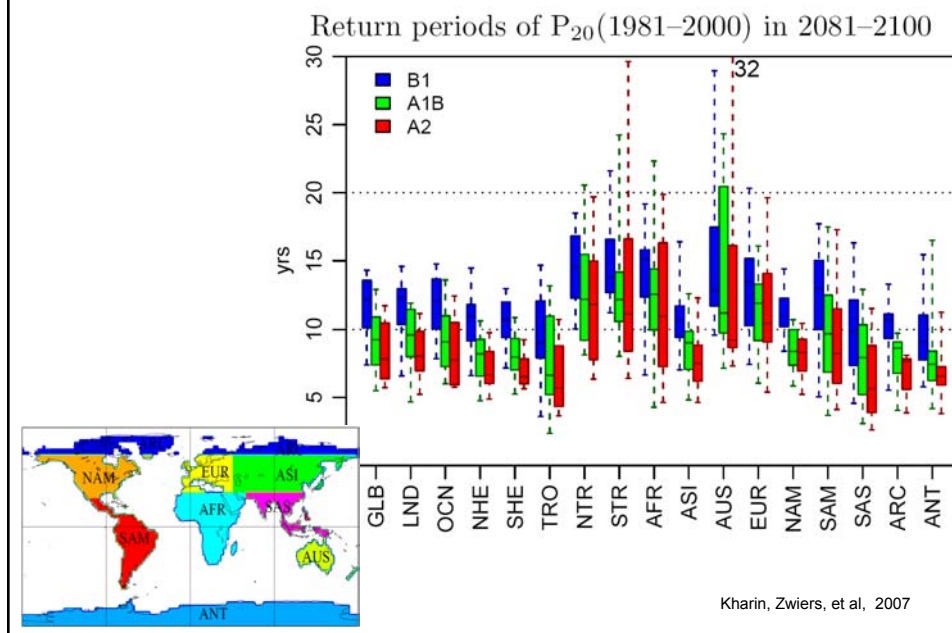 Return periods of P₂₀(1981–2000) in 2081–2100
30
25
20
15
10
5
yrs
32
B1
A1B
A2
GLB
LND
OCN
NHE
SHE
TRO
NTR
STR
AFR
ASI
AUS
EUR
NAM
SAM
SAS
ARC
ANT
NAM
EUR
ASI
AFR
SAS
SAM
AUS
ANT
Kharin, Zwiers, et al, 2007